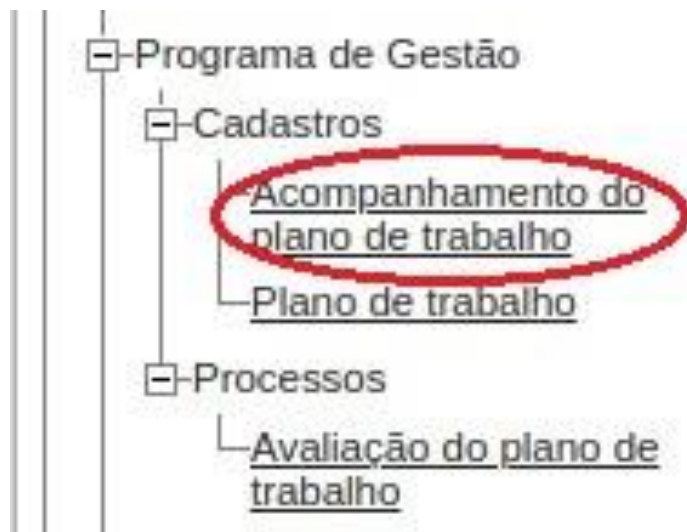 Programa de Gestão
Cadastros
Acompanhamento do
plano de trabalho
Plano de trabalho
Processos
Avaliação do plano de
trabalho